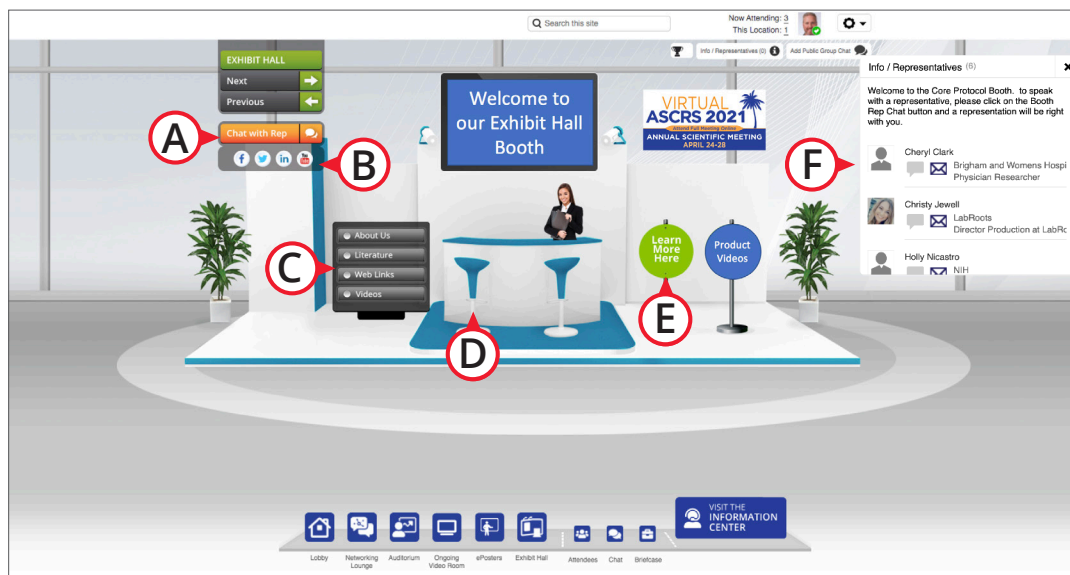 Search this site
Now Attending: 3
This Location: 1
Info / Representatives (0)
Add Public Group Chat
EXHIBIT HALL
Next
Previous
Chat with Rep
A
B
Welcome to
our Exhibit Hall
Booth
VIRTUAL
ASCRS 2021
Attend Full Meeting Online
ANNUAL SCIENTIFIC MEETING
APRIL 24-28
Info / Representatives (6)
Welcome to the Core Protocol Booth. to speak
with a representative, please click on the Booth
Rep Chat button and a representation will be right
with you.
F
Cheryl Clark
Brigham and Womens Hospi
Physician Researcher
Christy Jewell
LabRoots
Director Production at LabRc
Holly Nicastro
NIH
About Us
Literature
Web Links
Videos
C
D
Learn
More
Here
E
Product
Videos
VISIT THE
INFORMATION
CENTER
Lobby
Networking
Lounge
Auditorium
Ongoing
Video Room
ePosters
Exhibit Hall
Attendees
Chat
Briefcase